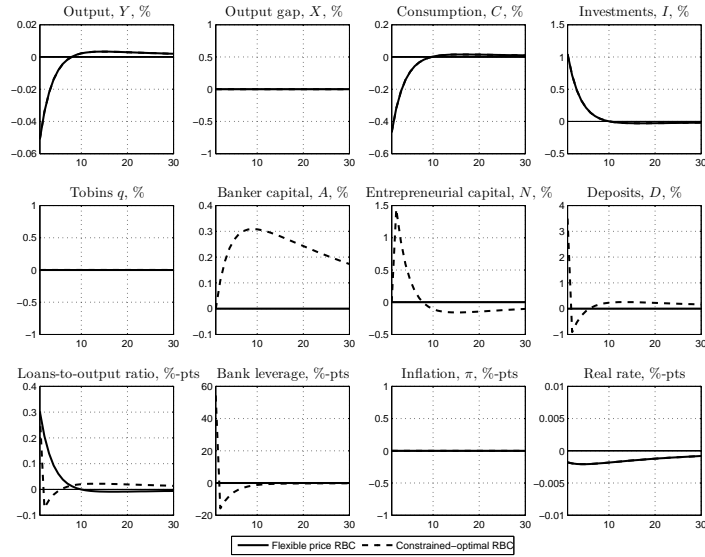 Output, Y, %
Output gap, X, %
Consumption, C, %
Investments, I, %
0.02
0
−0.02
−0.04
−0.06
10 20 30
1
0.5
0
−0.5
−1
10 20 30
0.2
0
−0.2
−0.4
−0.6
10 20 30
1.5
1
0.5
0
−0.5
10 20 30
Tobins q, %
Banker capital, A, %
Entrepreneurial capital, N, %
Deposits, D, %
1
0.5
0
−0.5
−1
10 20 30
0.4
0.3
0.2
0.1
0
−0.1
10 20 30
1.5
1
0.5
0
−0.5
10 20 30
4
3
2
1
0
−1
10 20 30
Loans-to-output ratio, %-pts
Bank leverage, %-pts
Inflation, π, %-pts
Real rate, %-pts
0.4
0.3
0.2
0.1
0
−0.1
10 20 30
60
40
20
0
−20
10 20 30
1
0.5
0
−0.5
−1
10 20 30
0.01
0.005
0
−0.005
−0.01
10 20 30
Flexible price RBC
Constrained−optimal RBC